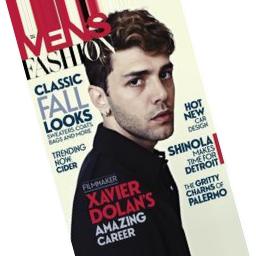 MEN'S
FASHION
CLASSIC
FALL
LOOKS
SWEATERS, COATS,
BAGS AND MORE
TRENDING
NOW
CIDER
HOT
NEW
CAR
DESIGN
SHINOLA
MAKES
TIME FOR
DETROIT
THE GRITTY
CHARMS OF
PALERMO
FILMMAKER
XAVIER
DOLAN'S
AMAZING
CAREER